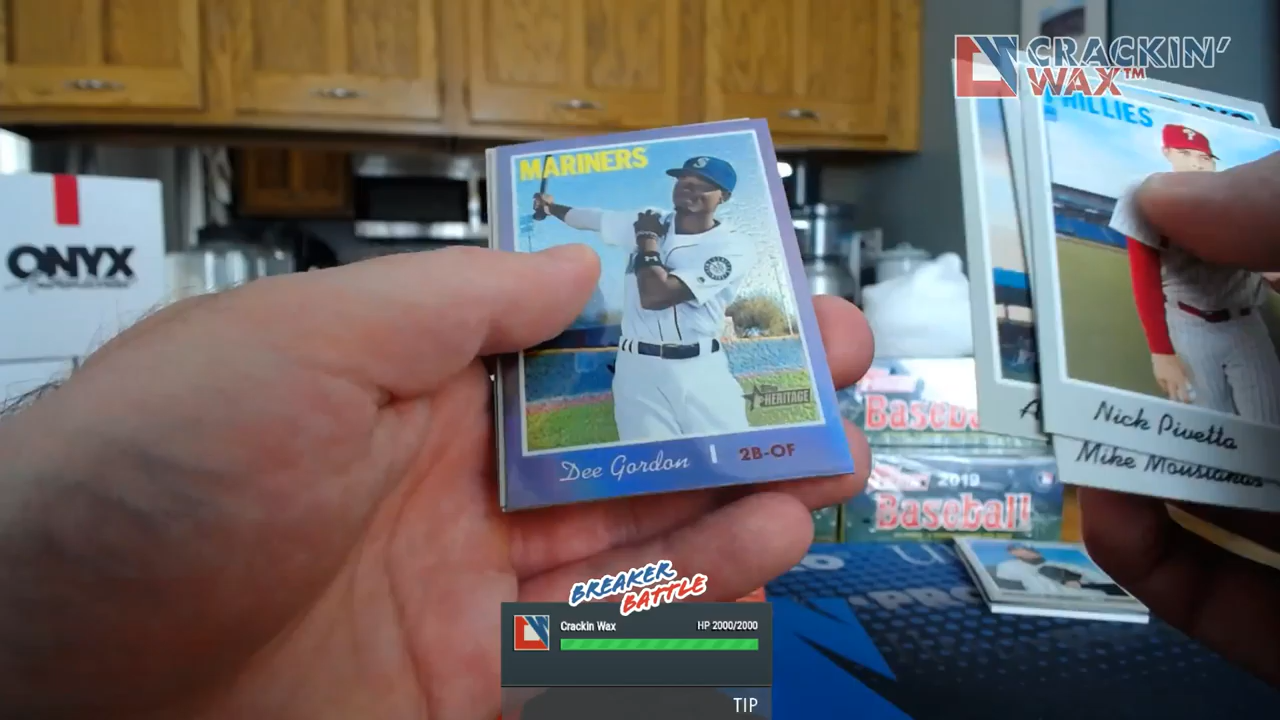 CRACKIN'
WAX™
PHILLIES
MARINERS
ONYX
HERITAGE
Dee Gordon | 2B-OF
Nick Pivetta
Mike Moustakas
Baseball
2019
Baseball
BREAKER
BATTLE
Crackin Wax HP 2000/2000
TIP